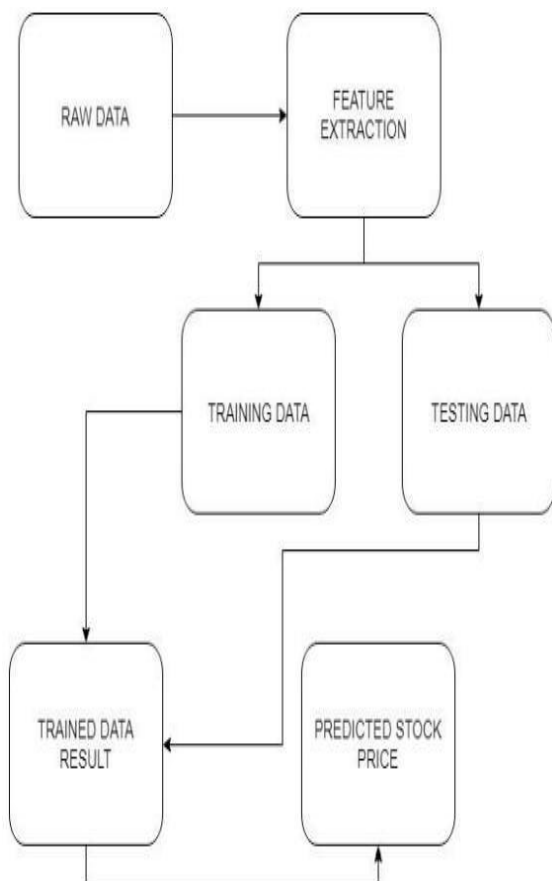 RAW DATA
FEATURE
EXTRACTION
TRAINING DATA
TESTING DATA
TRAINED DATA
RESULT
PREDICTED STOCK
PRICE